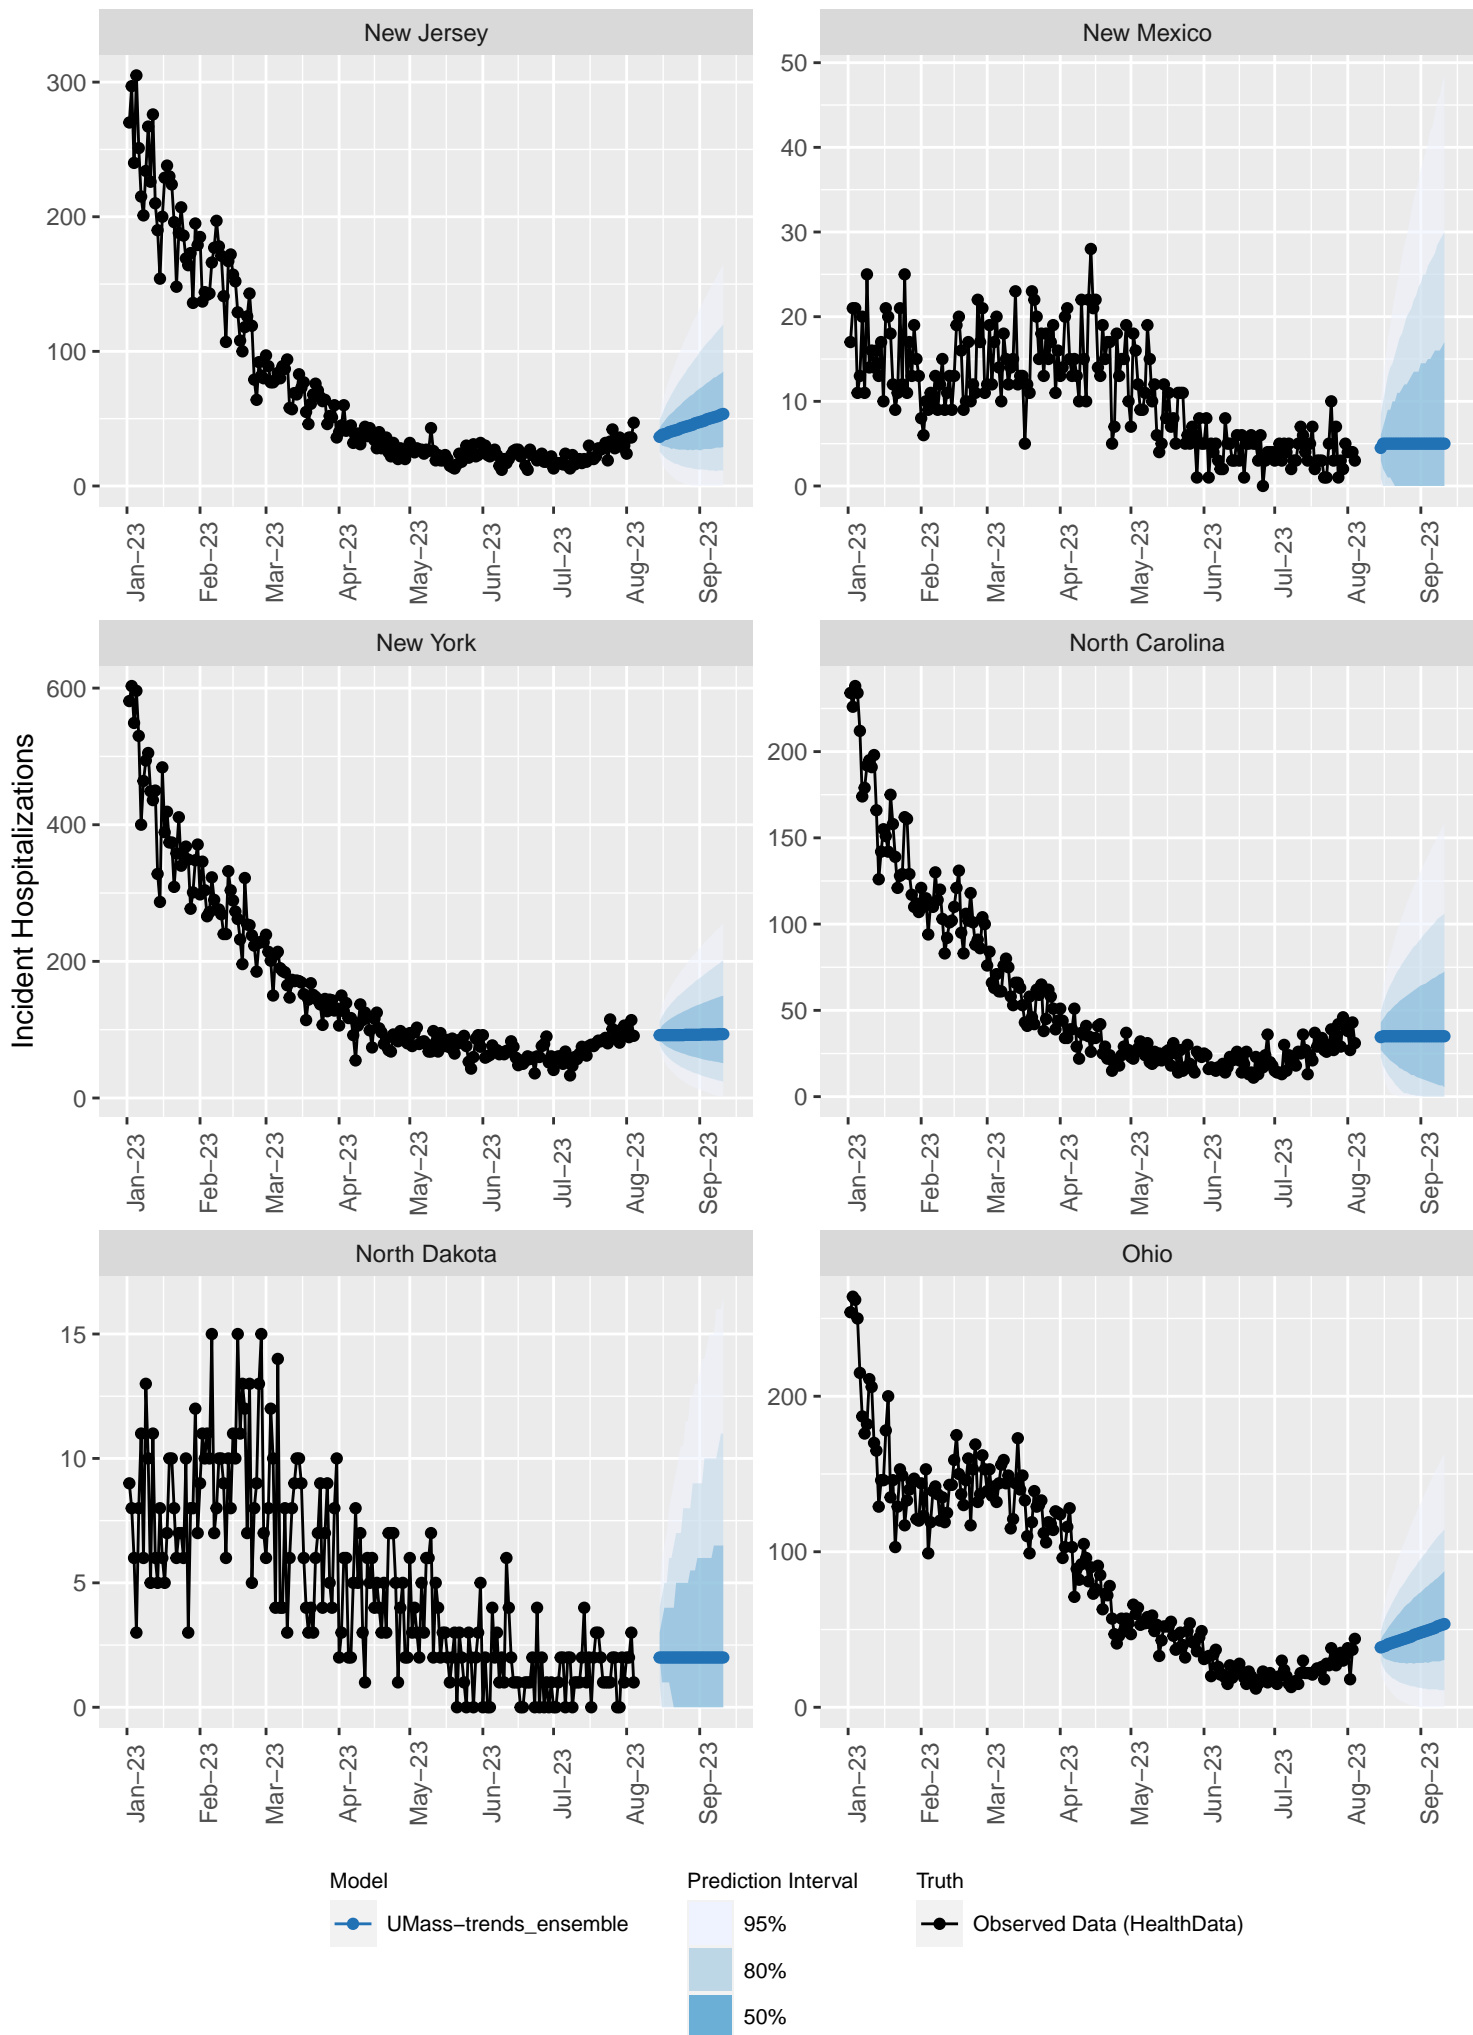 New Jersey
New Mexico
300
200
100
0
50
40
30
20
10
0
Jan−23
Feb−23
Mar−23
Apr−23
May−23
Jun−23
Jul−23
Aug−23
Sep−23
Jan−23
Feb−23
Mar−23
Apr−23
May−23
Jun−23
Jul−23
Aug−23
Sep−23
Incident Hospitalizations
New York
North Carolina
600
400
200
0
200
150
100
50
0
Jan−23
Feb−23
Mar−23
Apr−23
May−23
Jun−23
Jul−23
Aug−23
Sep−23
Jan−23
Feb−23
Mar−23
Apr−23
May−23
Jun−23
Jul−23
Aug−23
Sep−23
North Dakota
Ohio
15
10
5
0
200
100
0
Jan−23
Feb−23
Mar−23
Apr−23
May−23
Jun−23
Jul−23
Aug−23
Sep−23
Jan−23
Feb−23
Mar−23
Apr−23
May−23
Jun−23
Jul−23
Aug−23
Sep−23
Model
UMass−trends_ensemble
Prediction Interval
95%
80%
50%
Truth
Observed Data (HealthData)